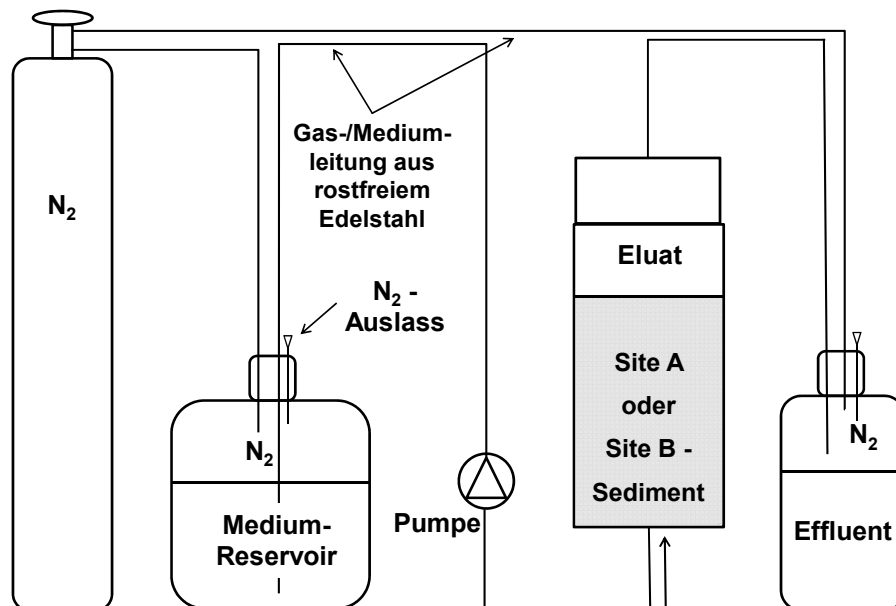 N2
Gas-/Medium-
leitung aus
rostfreiem
Edelstahl
N2 -
Auslass
N2
Medium-
Reservoir
Pumpe
Eluat
Site A
oder
Site B -
Sediment
N2
Effluent